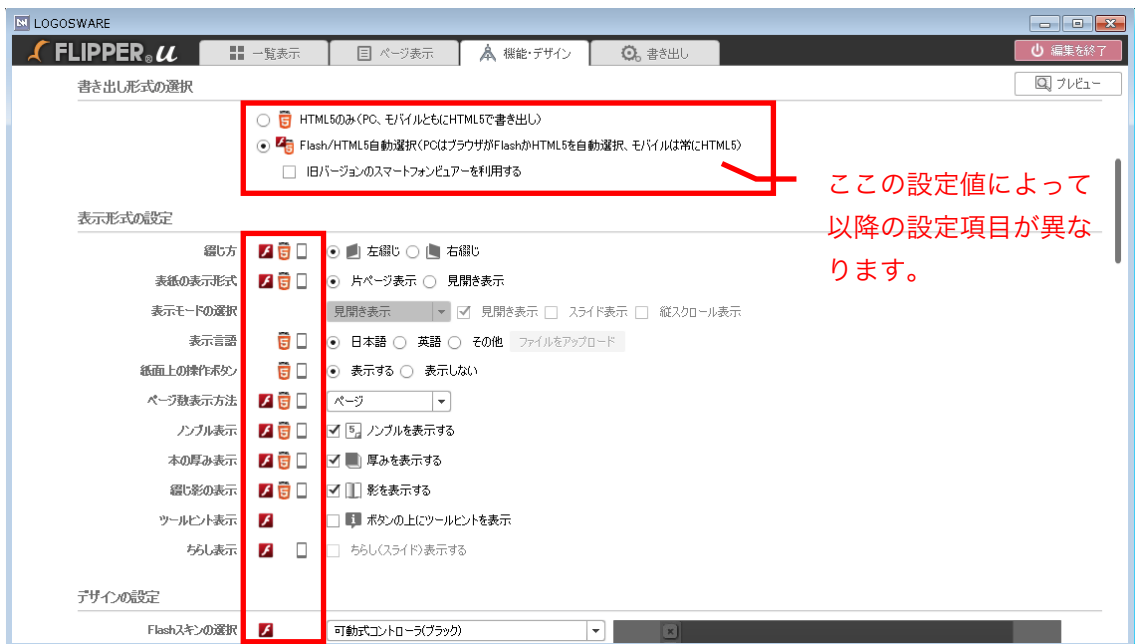 LOGOSWARE
FLIPPER® u 一覧表示 ページ表示 機能・デザイン 書き出し 編集を終了
書き出し形式の選択 プレビュー
HTML5のみ(PC、モバイルともにHTML5で書き出し)
Flash/HTML5自動選択(PCはブラウザがFlashかHTML5を自動選択、モバイルは常にHTML5)
旧バージョンのスマートフォンビュアーを利用する
ここの設定値によって
以降の設定項目が異な
ります。
表示形式の設定
綴じ方 左綴じ 右綴じ
表紙の表示形式 片ページ表示 見開き表示
表示モードの選択 見開き表示 見開き表示 スライド表示 縦スクロール表示
表示言語 日本語 英語 その他 ファイルをアップロード
紙面上の操作ボタン 表示する 表示しない
ページ数表示方法 ページ
ノンブル表示 ノンブルを表示する
本の厚み表示 厚みを表示する
綴じ影の表示 影を表示する
ツールヒント表示 ボタンの上にツールヒントを表示
ちらし表示 ちらし(スライド)表示する
デザインの設定
Flashスキンの選択 可動式コントローラ(ブラック)